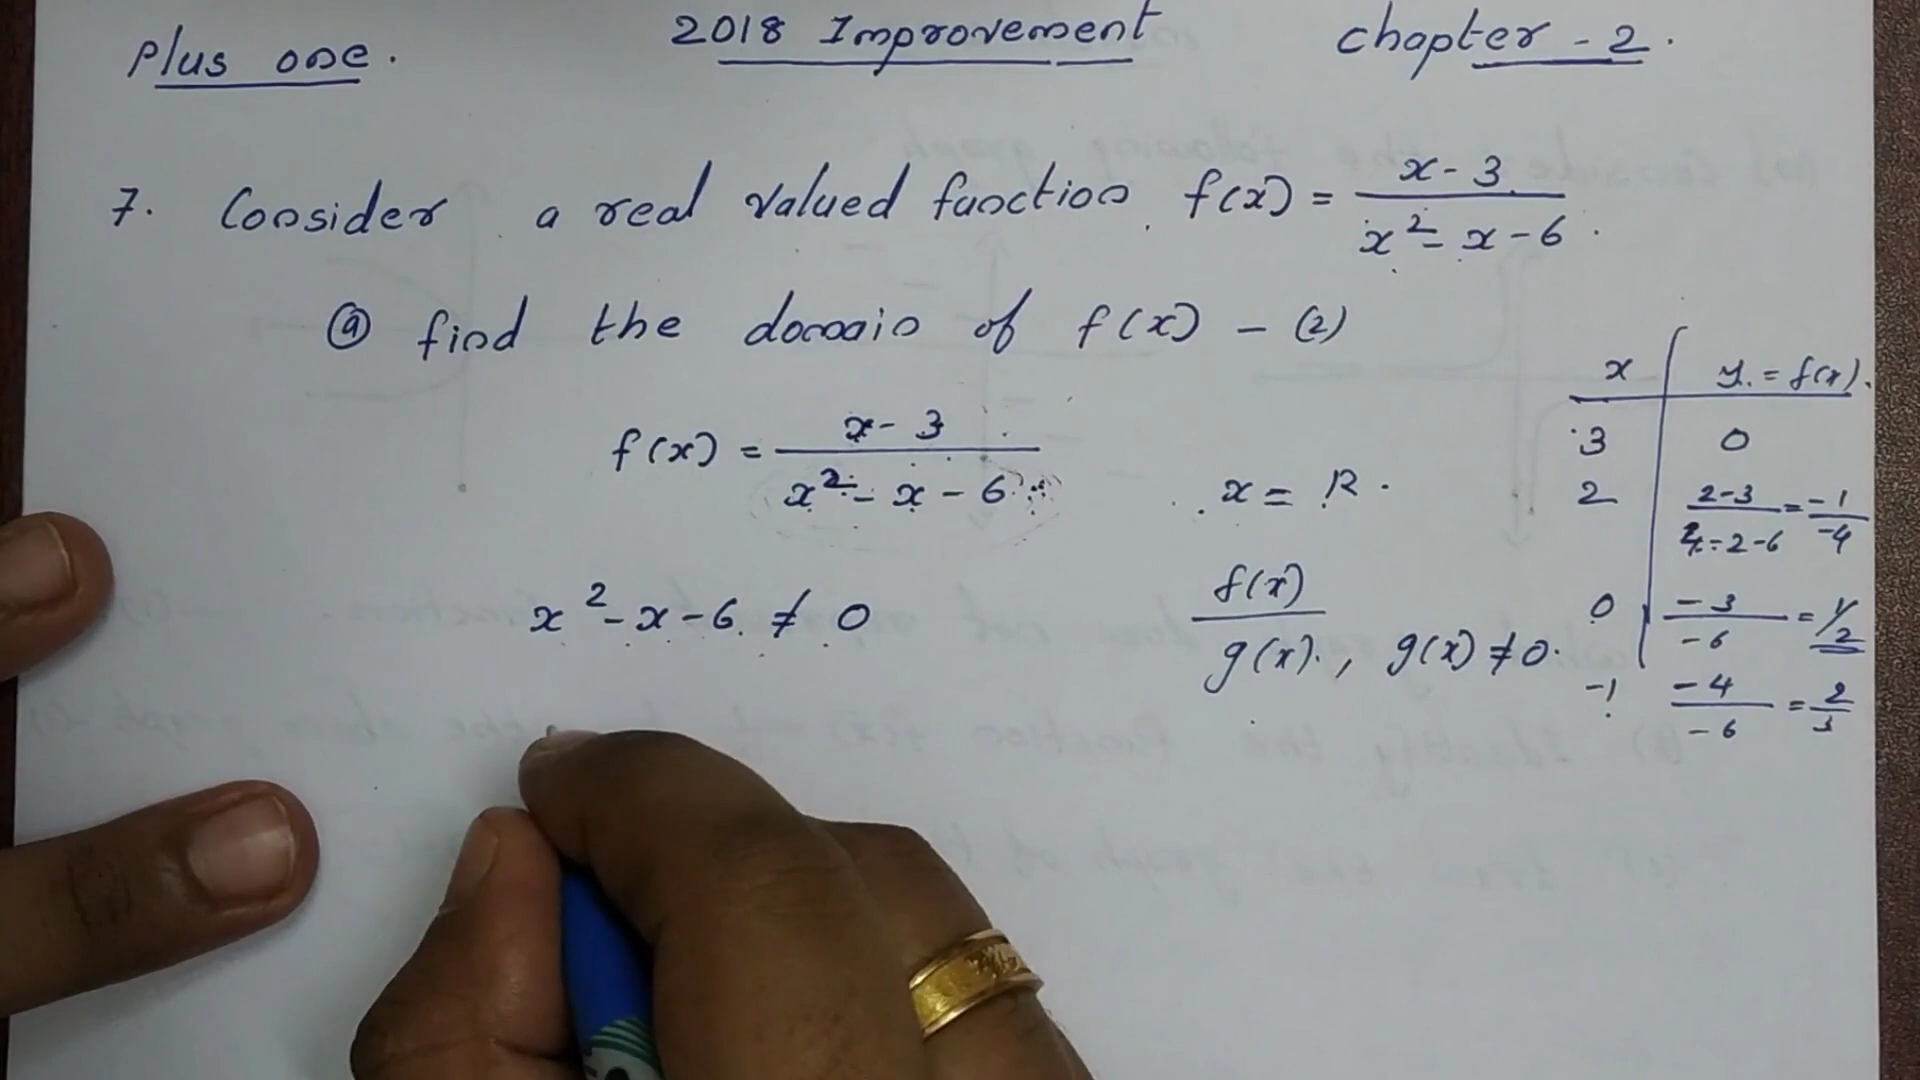 Plus one. 2018 Improvement Chapter - 2.
7. Consider a real valued function f(x) = (x - 3)/(x² - x - 6).
ⓐ find the domain of f(x) - (2)
f(x) = (x - 3)/(x² - x - 6)
x = R.
x² - x - 6 ≠ 0
f(x)/g(x), g(x) ≠ 0.
x | y = f(x).
3 | 0
2 | (2-3)/(4-2-6) = -1/-4
0 | -3/-6 = 1/2
-1 | -4/-6 = 2/3